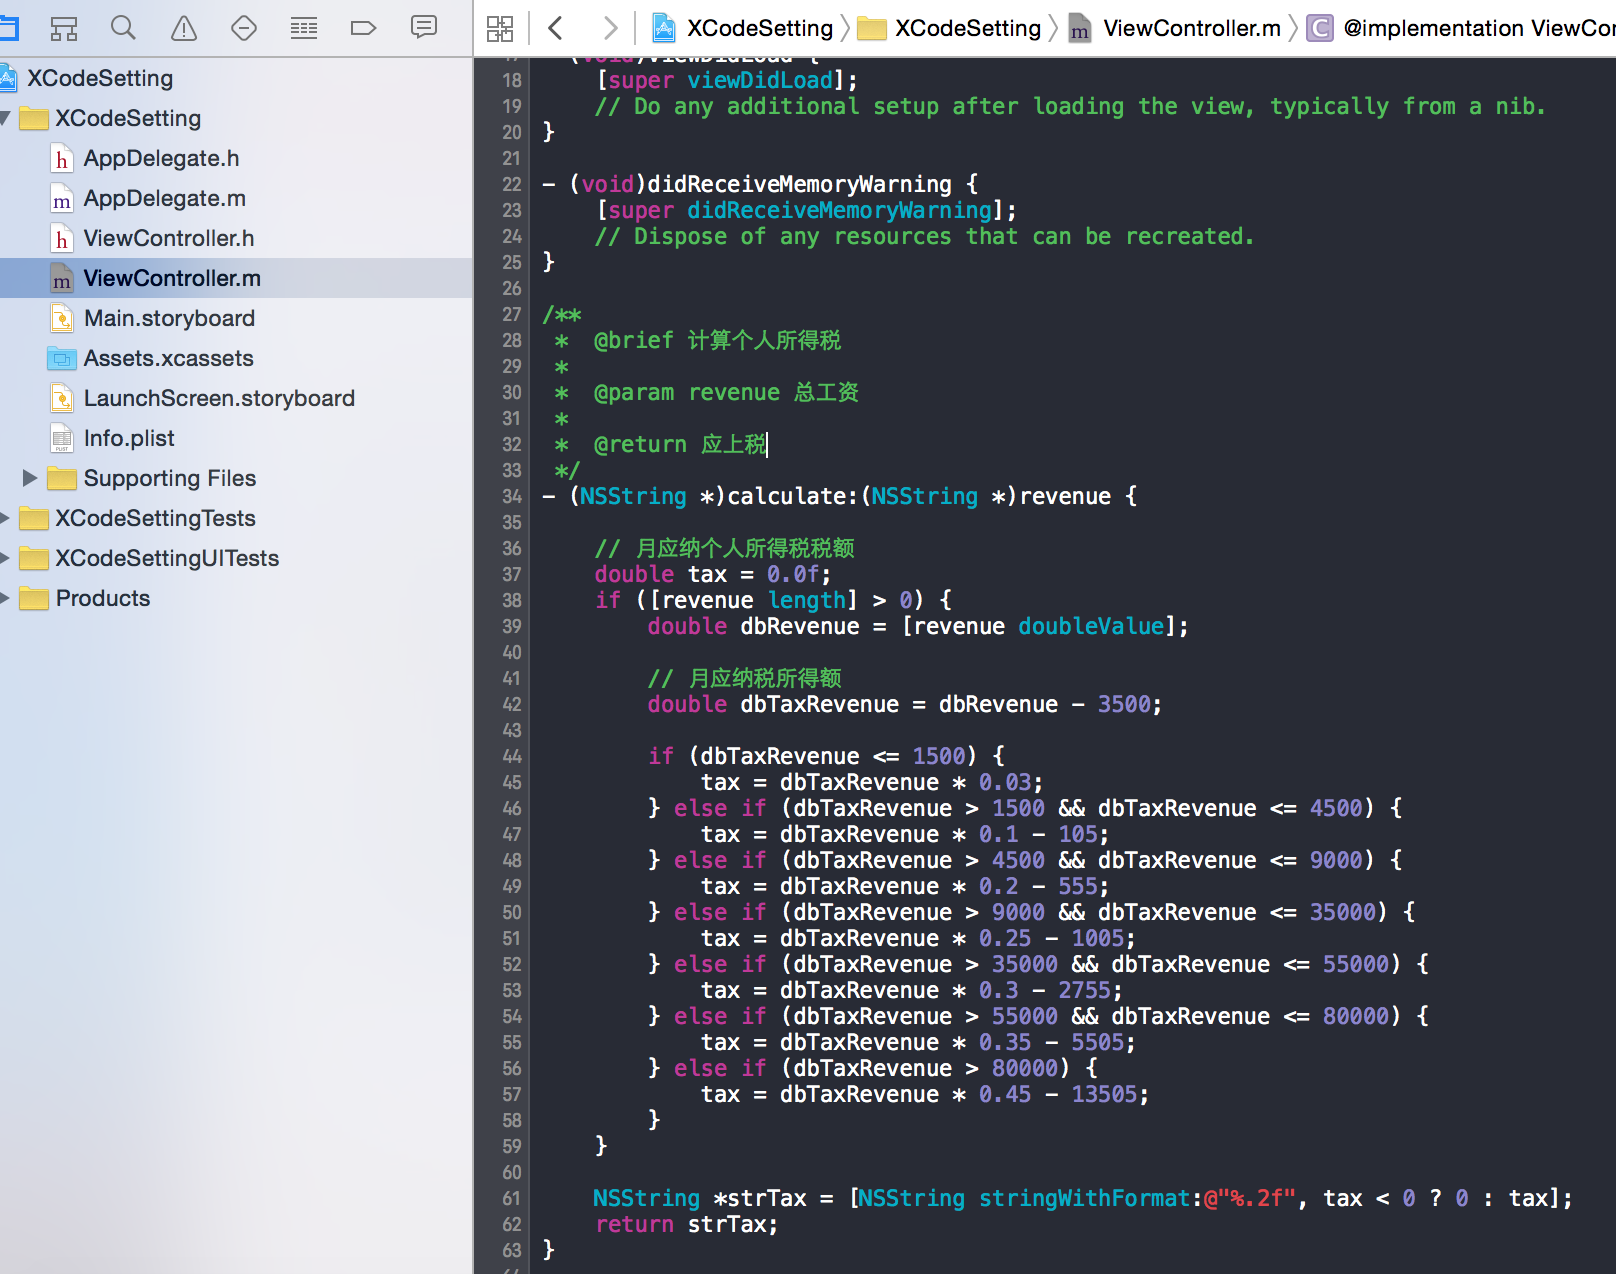 XCodeSetting 〉 XCodeSetting 〉 m ViewController.m 〉 C @implementation ViewCor
XCodeSetting
XCodeSetting
h AppDelegate.h
m AppDelegate.m
h ViewController.h
m ViewController.m
Main.storyboard
Assets.xcassets
LaunchScreen.storyboard
Info.plist
Supporting Files
XCodeSettingTests
XCodeSettingUITests
Products
17 - (void)viewDidLoad {
18     [super viewDidLoad];
19     // Do any additional setup after loading the view, typically from a nib.
20 }
21
22 - (void)didReceiveMemoryWarning {
23     [super didReceiveMemoryWarning];
24     // Dispose of any resources that can be recreated.
25 }
26
27 /**
28  *  @brief 计算个人所得税
29  *
30  *  @param revenue 总工资
31  *
32  *  @return 应上税
33  */
34 - (NSString *)calculate:(NSString *)revenue {
35
36     // 月应纳个人所得税税额
37     double tax = 0.0f;
38     if ([revenue length] > 0) {
39         double dbRevenue = [revenue doubleValue];
40
41         // 月应纳税所得额
42         double dbTaxRevenue = dbRevenue - 3500;
43
44         if (dbTaxRevenue <= 1500) {
45             tax = dbTaxRevenue * 0.03;
46         } else if (dbTaxRevenue > 1500 && dbTaxRevenue <= 4500) {
47             tax = dbTaxRevenue * 0.1 - 105;
48         } else if (dbTaxRevenue > 4500 && dbTaxRevenue <= 9000) {
49             tax = dbTaxRevenue * 0.2 - 555;
50         } else if (dbTaxRevenue > 9000 && dbTaxRevenue <= 35000) {
51             tax = dbTaxRevenue * 0.25 - 1005;
52         } else if (dbTaxRevenue > 35000 && dbTaxRevenue <= 55000) {
53             tax = dbTaxRevenue * 0.3 - 2755;
54         } else if (dbTaxRevenue > 55000 && dbTaxRevenue <= 80000) {
55             tax = dbTaxRevenue * 0.35 - 5505;
56         } else if (dbTaxRevenue > 80000) {
57             tax = dbTaxRevenue * 0.45 - 13505;
58         }
59     }
60
61     NSString *strTax = [NSString stringWithFormat:@"%.2f", tax < 0 ? 0 : tax];
62     return strTax;
63 }